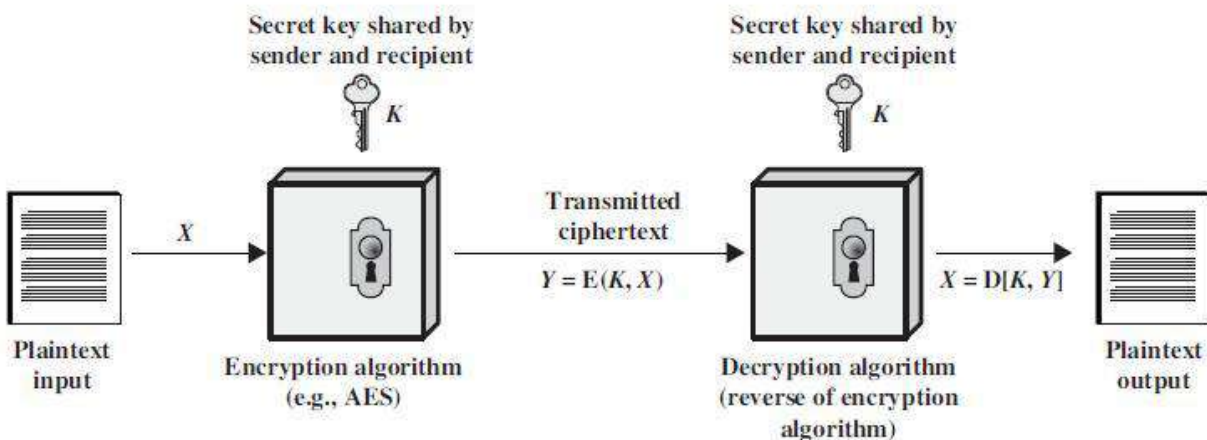 Secret key shared by
sender and recipient
K
Secret key shared by
sender and recipient
K
X
Transmitted
ciphertext
Y = E(K, X)
X = D[K, Y]
Plaintext
input
Encryption algorithm
(e.g., AES)
Decryption algorithm
(reverse of encryption
algorithm)
Plaintext
output